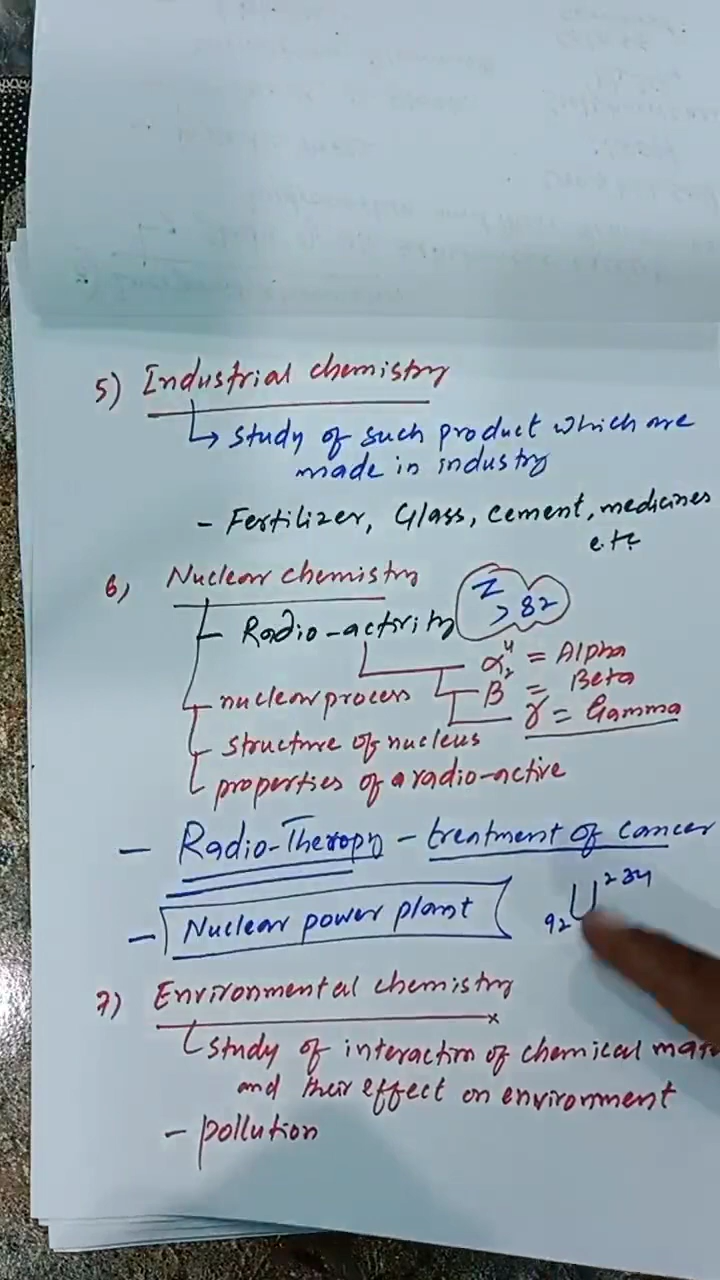 5) Industrial chemistry
↳ study of such product which are
made in industry
- Fertilizer, Glass, cement, medicines
etc
6) Nuclear chemistry
Z > 82
- Radio-activity
α₂⁴ = Alpha
- nuclear process
β = Beta
γ = Gamma
- structure of nucleus
- properties of a radio-active
- Radio-Therapy - treatment of cancer
- Nuclear power plant
₉₂U²³⁴
7) Environmental chemistry
study of interaction of chemical
and their effect on environment
- pollution